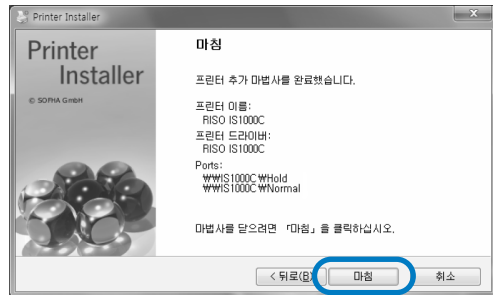 Printer Installer
Printer
Installer
© SOPHA GmbH
마침
프린터 추가 마법사를 완료했습니다.
프린터 이름:
RISO IS1000C
프린터 드라이버:
RISO IS1000C
Ports:
₩₩IS1000C₩Hold
₩₩IS1000C₩Normal
마법사를 닫으려면 「마침」을 클릭하십시오.
< 뒤로(B)
마침
취소